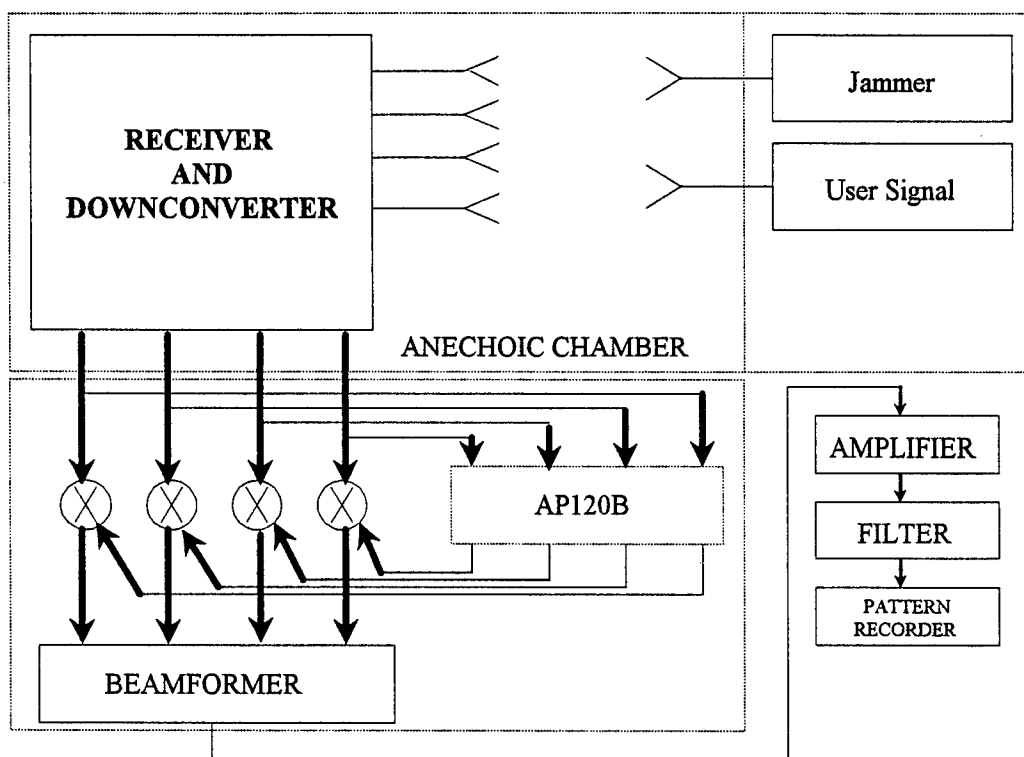 RECEIVER
AND
DOWNCONVERTER
Jammer
User Signal
ANECHOIC CHAMBER
AP120B
AMPLIFIER
FILTER
PATTERN
RECORDER
BEAMFORMER